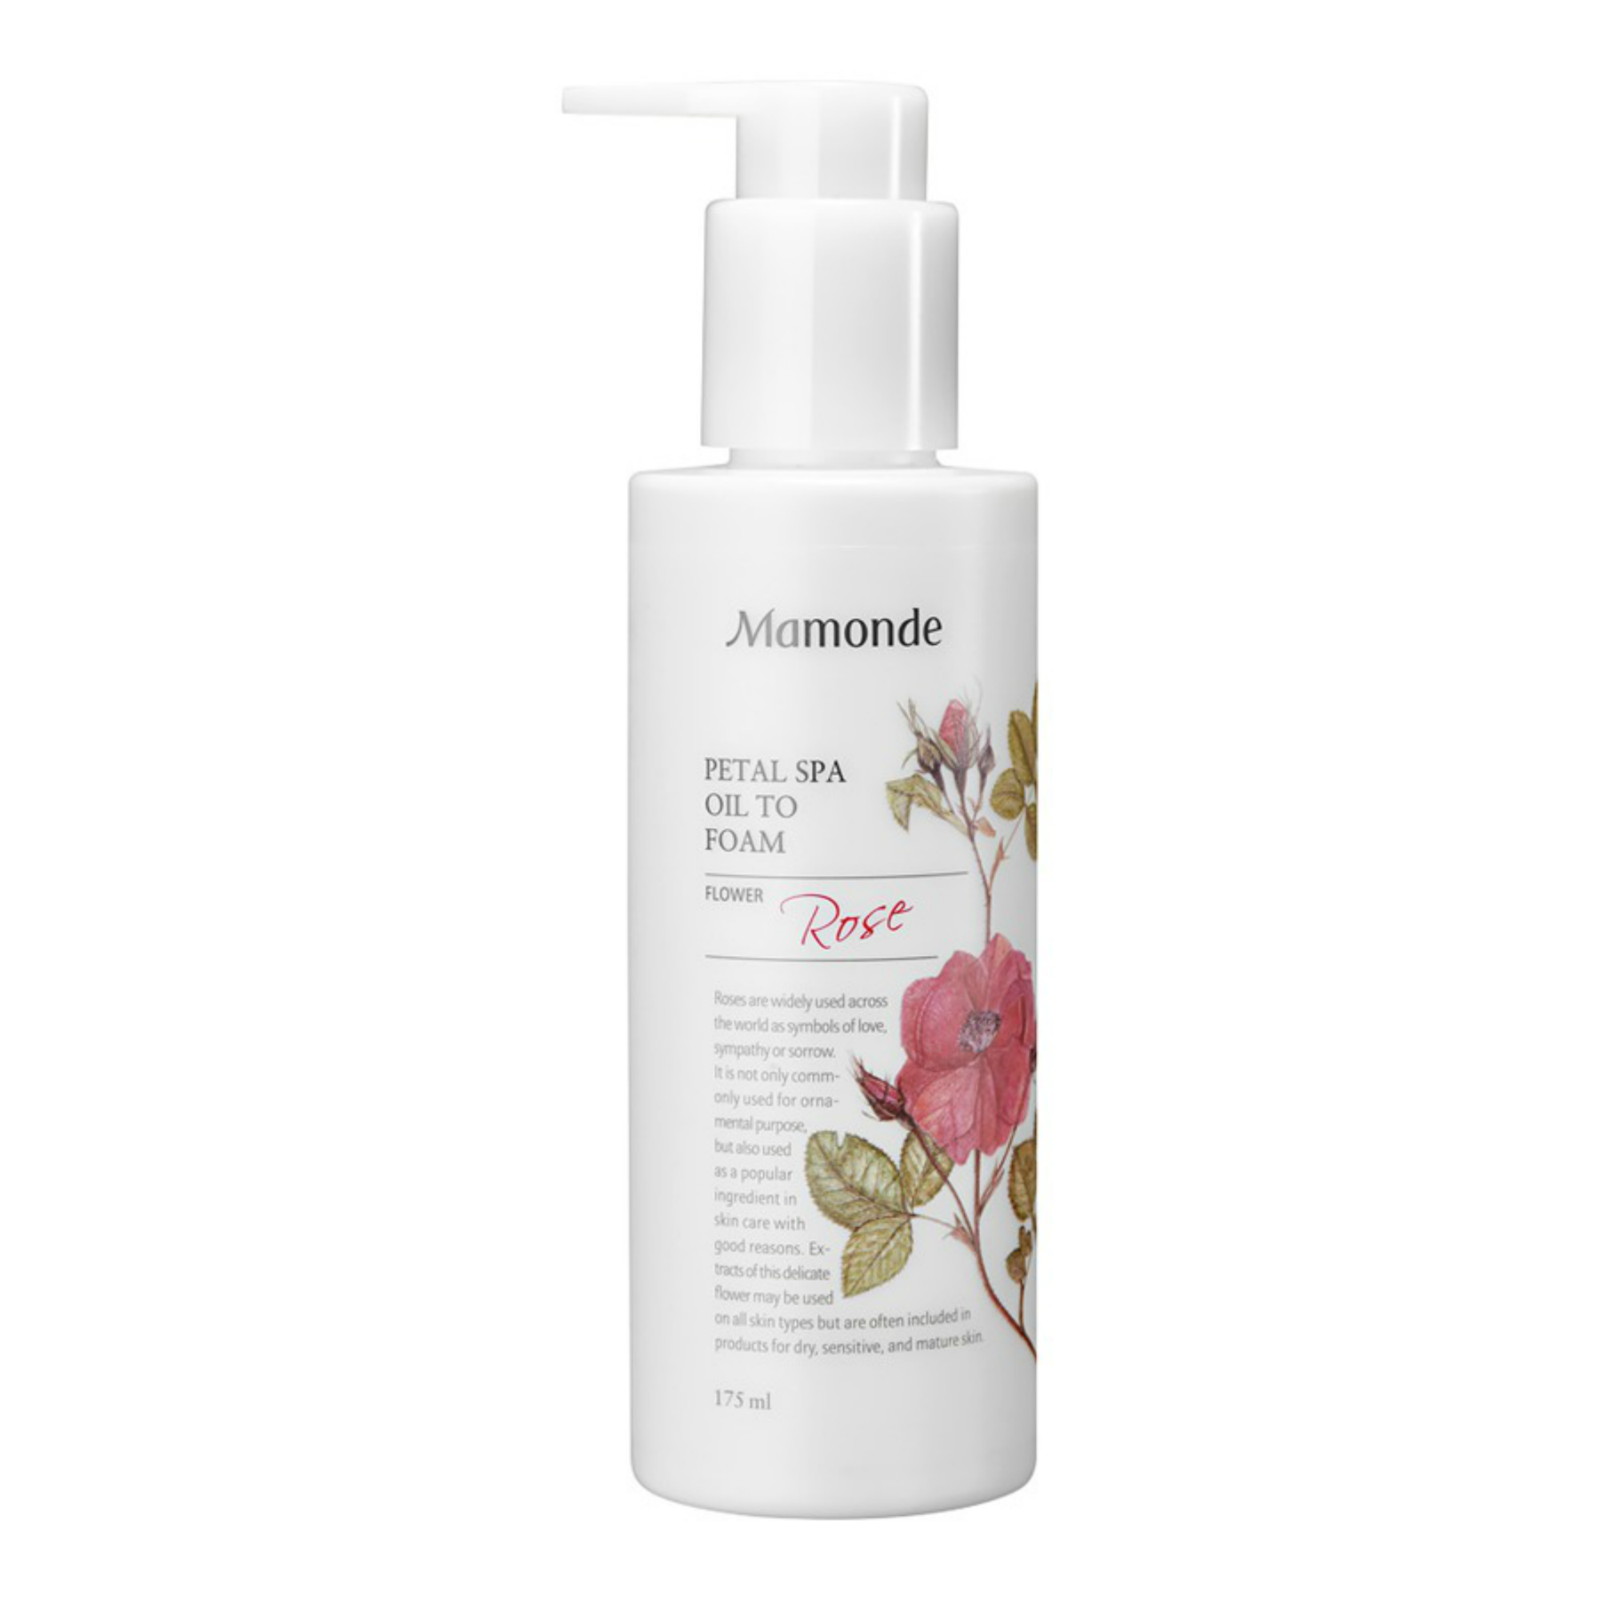 Mamonde
PETAL SPA
OIL TO
FOAM
FLOWER Rose
Roses are widely used across
the world as symbols of love,
sympathy or sorrow.
It is not only comm-
only used for orna-
mental purpose,
but also used
as a popular
ingredient in
skin care with
good reasons. Ex-
tracts of this delicate
flower may be used
on all skin types but are often included in
products for dry, sensitive, and mature skin.
175 ml